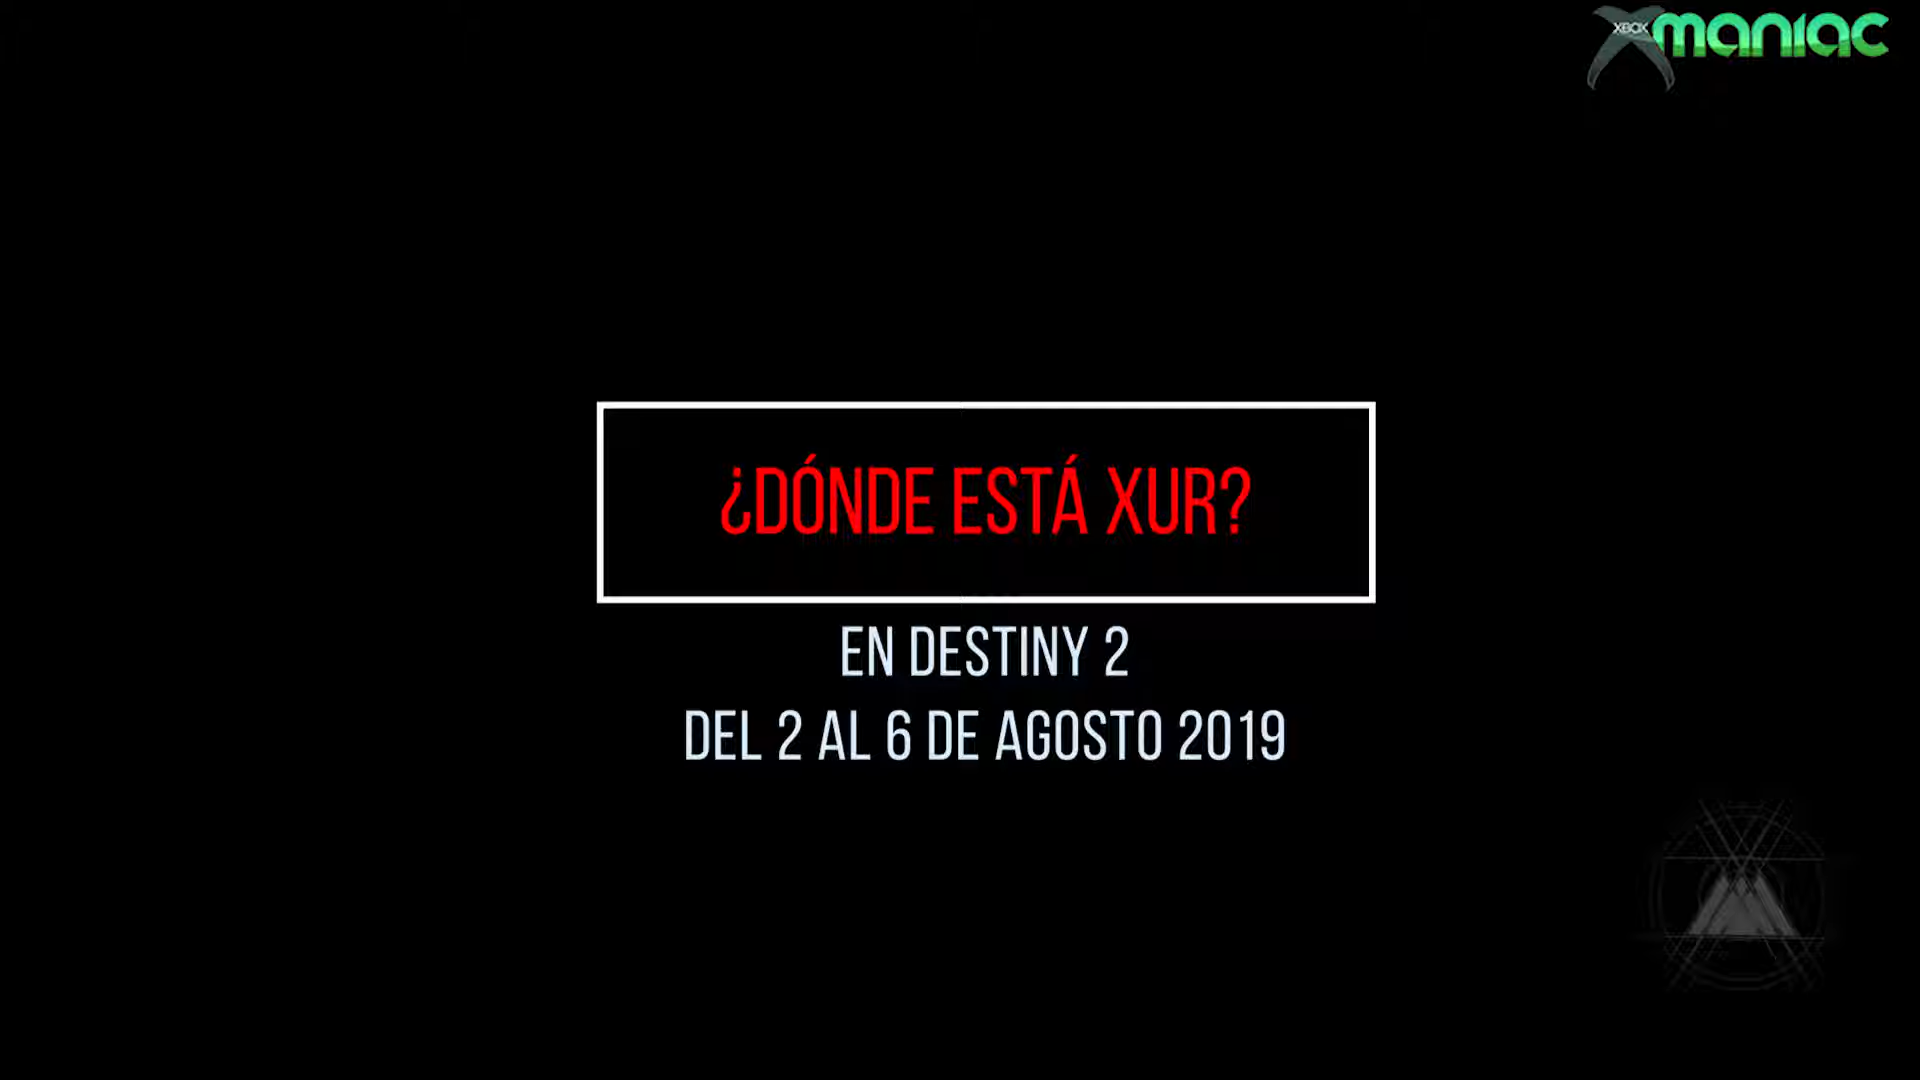 XBOX maniac
¿DÓNDE ESTÁ XUR?
EN DESTINY 2
DEL 2 AL 6 DE AGOSTO 2019